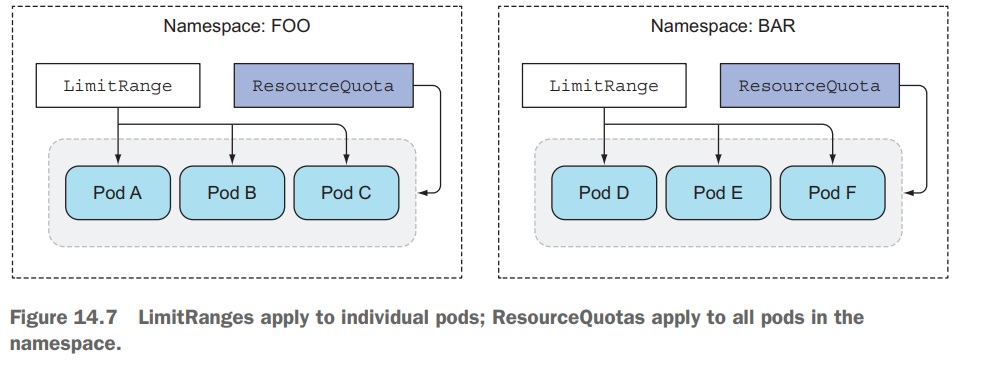 Namespace: FOO
LimitRange
ResourceQuota
Pod A
Pod B
Pod C
Namespace: BAR
LimitRange
ResourceQuota
Pod D
Pod E
Pod F
Figure 14.7 LimitRanges apply to individual pods; ResourceQuotas apply to all pods in the
namespace.